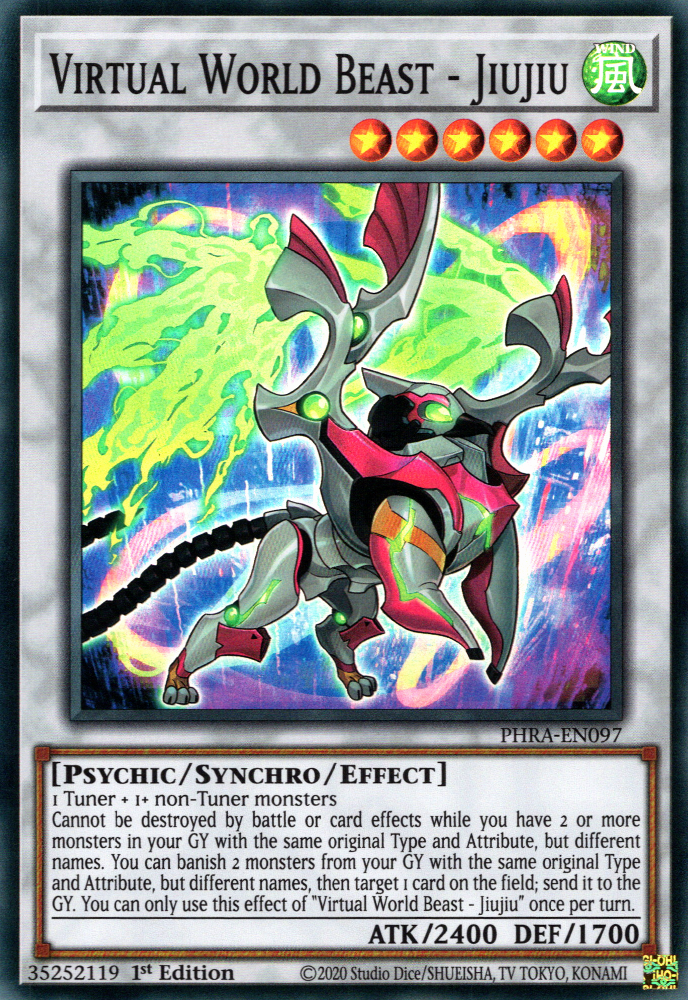 VIRTUAL WORLD BEAST - JIUJIU
WIND
嵐
PHRA-EN097
[PSYCHIC/SYNCHRO/EFFECT]
1 Tuner + 1+ non-Tuner monsters
Cannot be destroyed by battle or card effects while you have 2 or more
monsters in your GY with the same original Type and Attribute, but different
names. You can banish 2 monsters from your GY with the same original Type
and Attribute, but different names, then target 1 card on the field; send it to the
GY. You can only use this effect of "Virtual World Beast - Jiujiu" once per turn.
ATK/2400 DEF/1700
35252119 1st Edition ©2020 Studio Dice/SHUEISHA, TV TOKYO, KONAMI